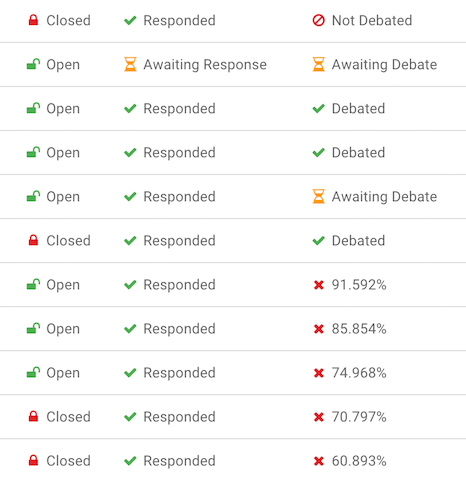 Closed Responded Not Debated
Open Awaiting Response Awaiting Debate
Open Responded Debated
Open Responded Debated
Open Responded Awaiting Debate
Closed Responded Debated
Open Responded 91.592%
Open Responded 85.854%
Open Responded 74.968%
Closed Responded 70.797%
Closed Responded 60.893%